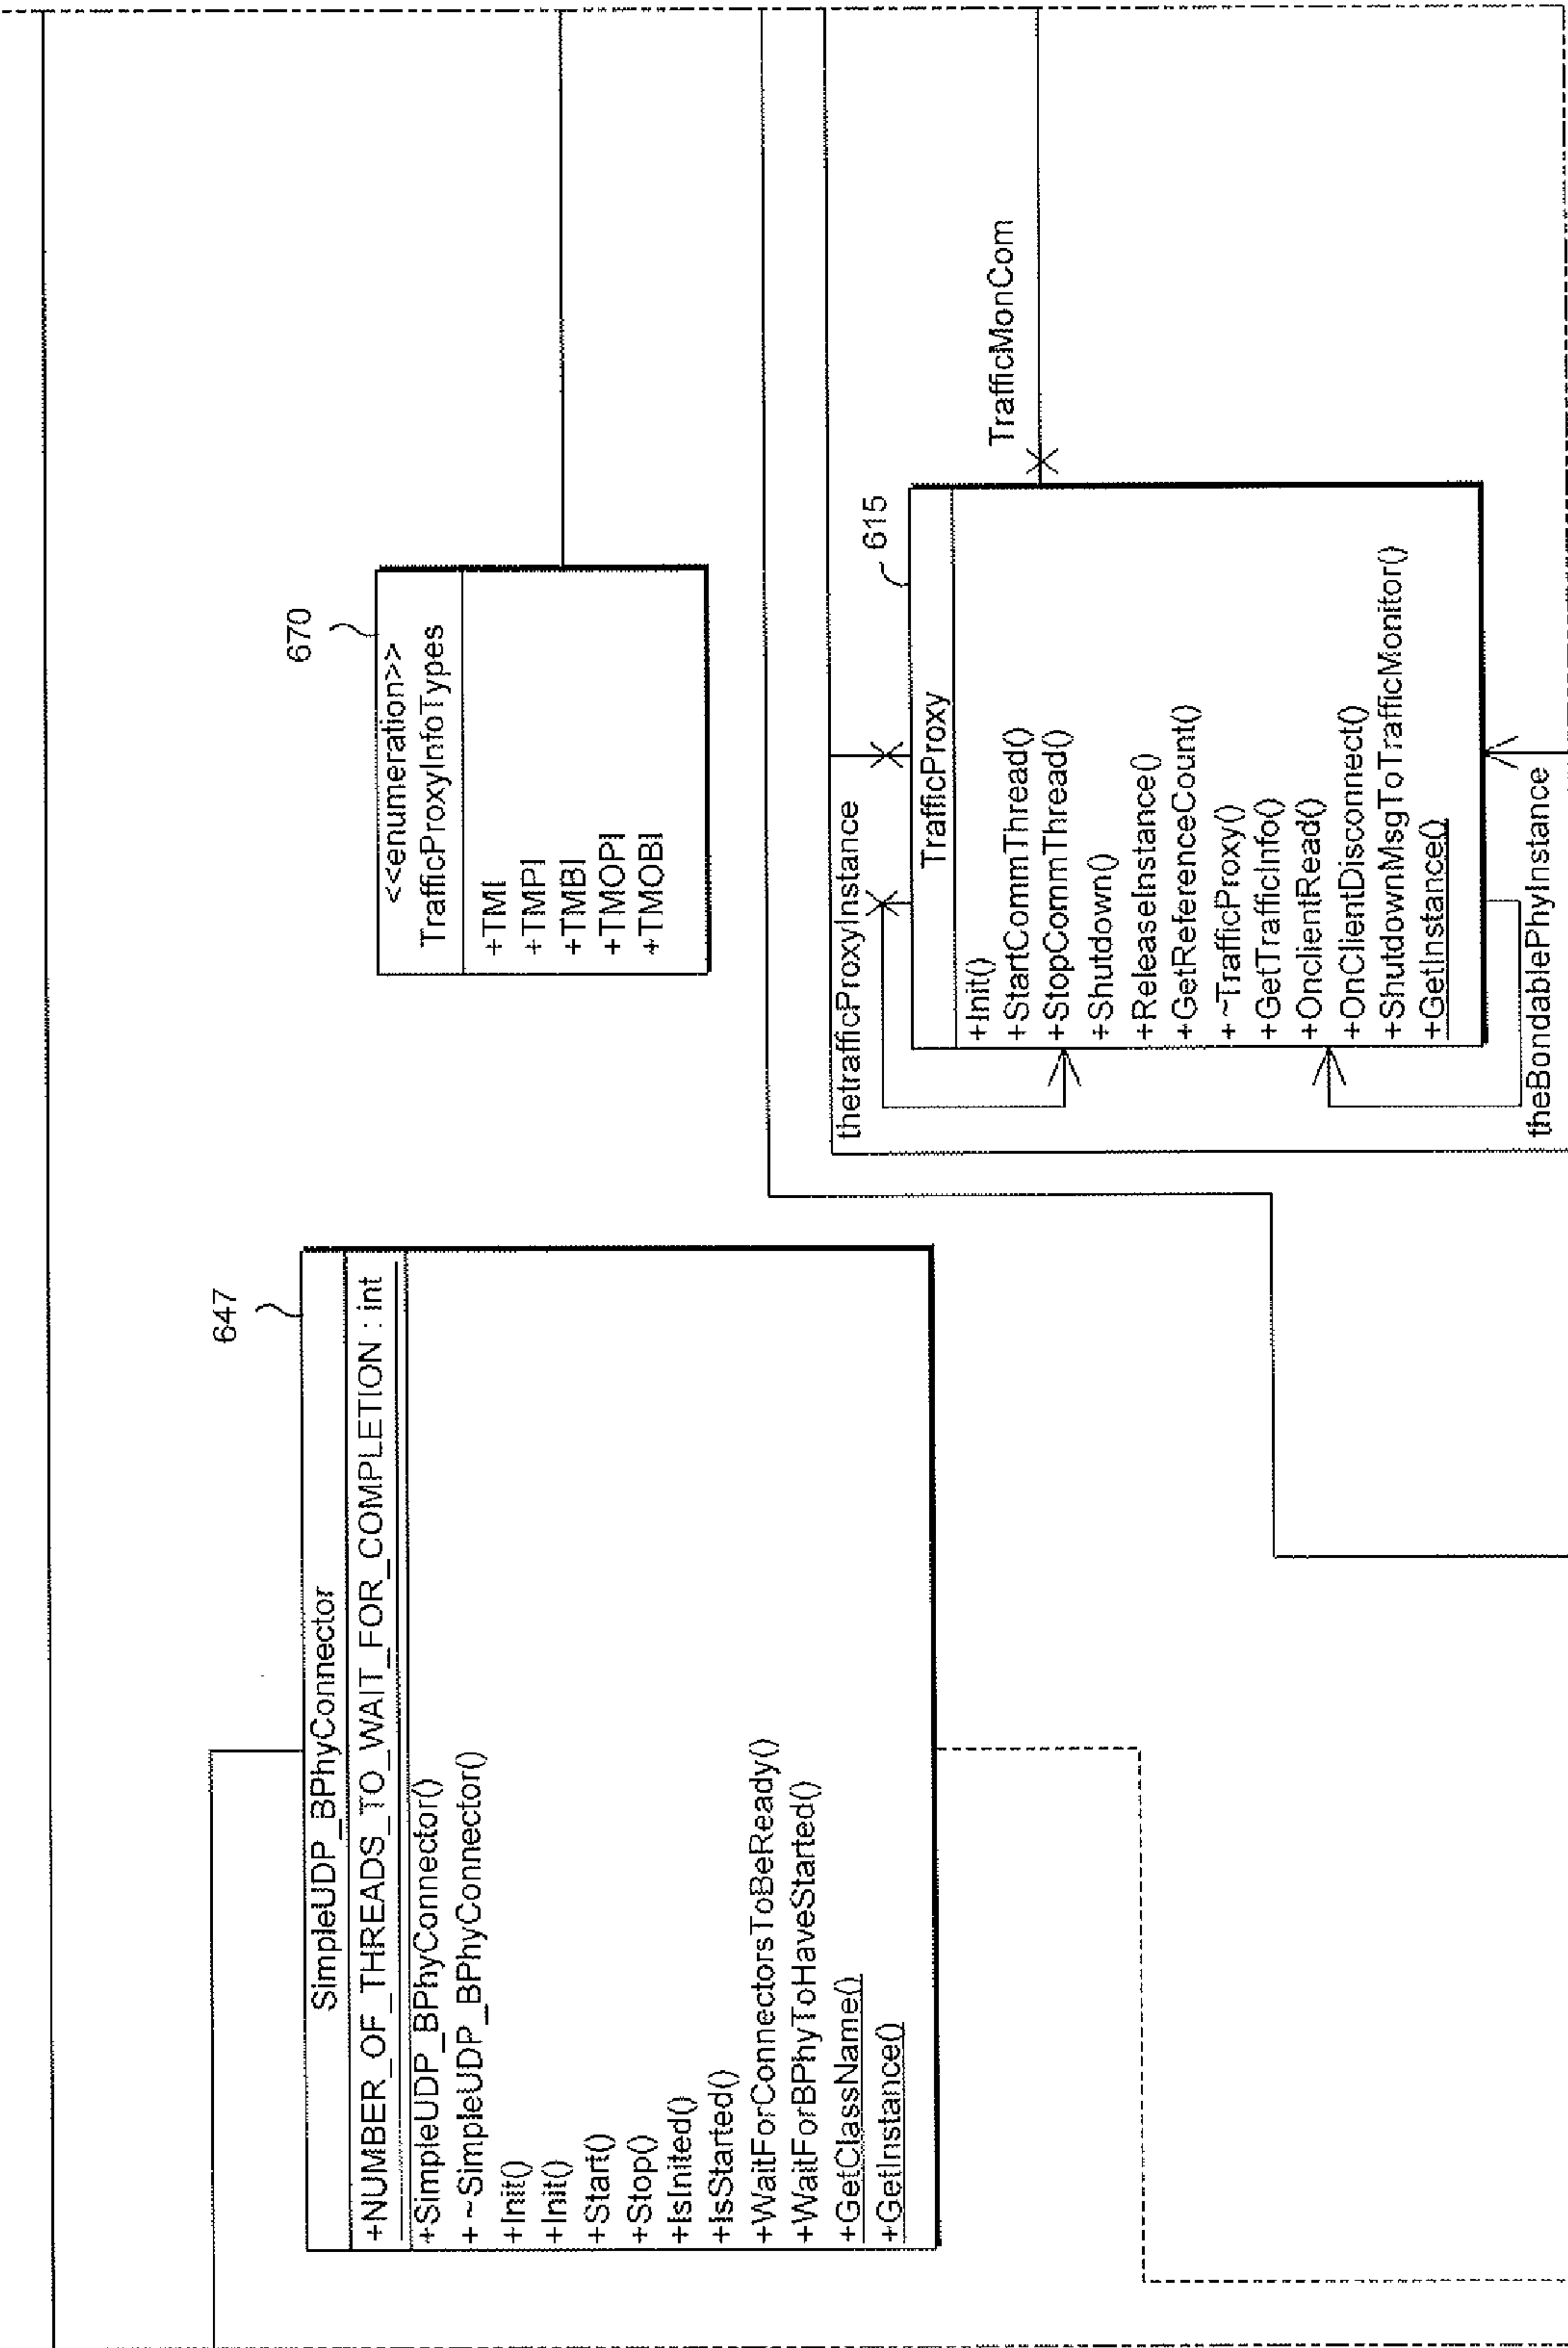 647
SimpleUDP_BPhyConnector
+NUMBER_OF_THREADS_TO_WAIT_FOR_COMPLETION : int
+SimpleUDP_BPhyConnector()
+~SimpleUDP_BPhyConnector()
+Init()
+Init()
+Start()
+Stop()
+IsInited()
+IsStarted()
+WaitForConnectorsToBeReady()
+WaitForBPhyToHaveStarted()
+GetClassName()
+GetInstance()
670
<<enumeration>>
TrafficProxyInfoTypes
+TMI
+TMPI
+TMBI
+TMOPI
+TMOBI
thetrafficProxyInstance
615
TrafficProxy
+Init()
+StartCommThread()
+StopCommThread()
+Shutdown()
+ReleaseInstance()
+GetReferenceCount()
+~TrafficProxy()
+GetTrafficInfo()
+OnclientRead()
+OnClientDisconnect()
+ShutdownMsgToTrafficMonitor()
+GetInstance()
theBondablePhyInstance
TrafficMonCom